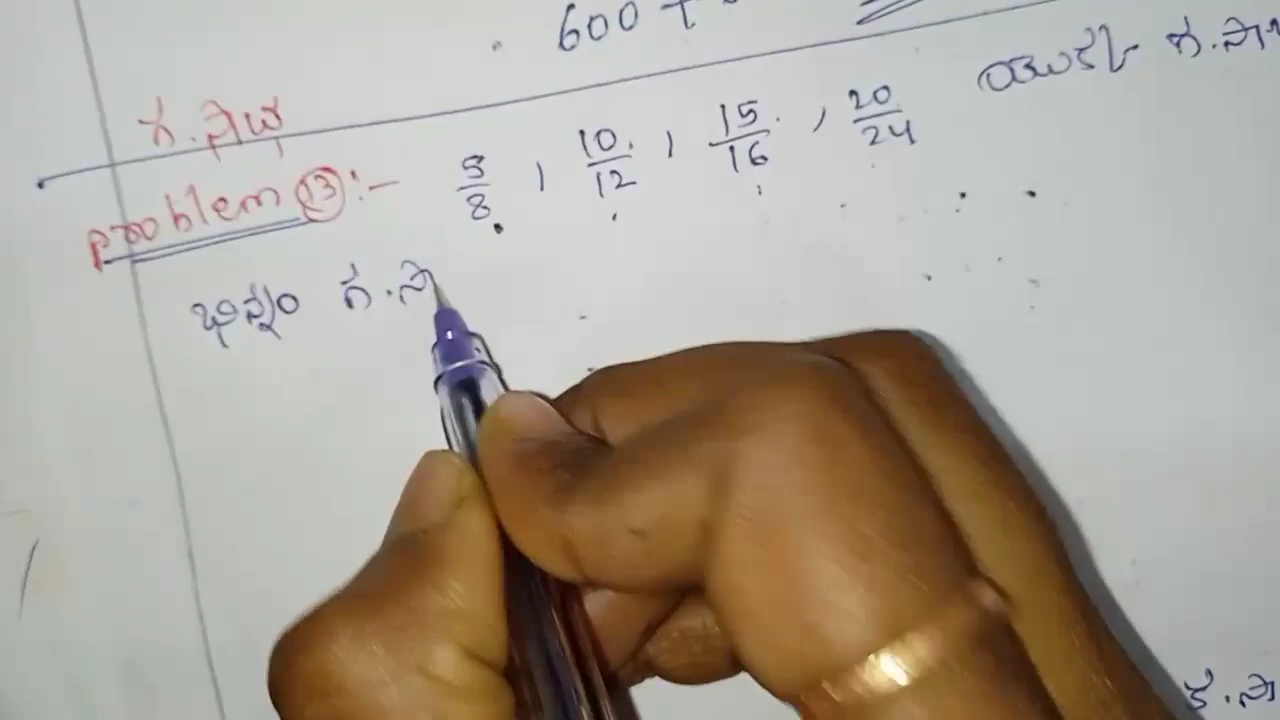 600
గ.సాభ
problem 13:- 5/8 , 10/12 , 15/16 , 20/24 యొక్క గ.సా
భిన్నం గ.సా
క.సా